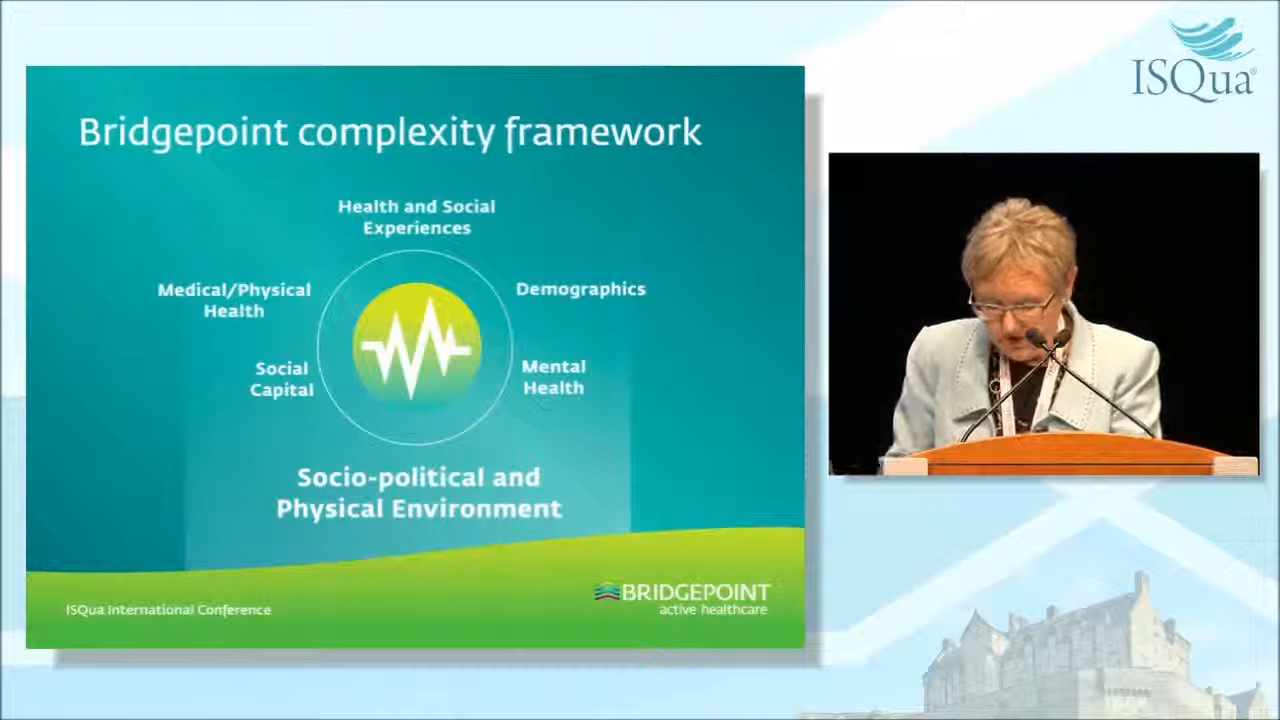 Bridgepoint complexity framework
Health and Social
Experiences
Medical/Physical
Health
Demographics
Social
Capital
Mental
Health
Socio-political and
Physical Environment
ISQua International Conference
BRIDGEPOINT
active healthcare
ISQua®